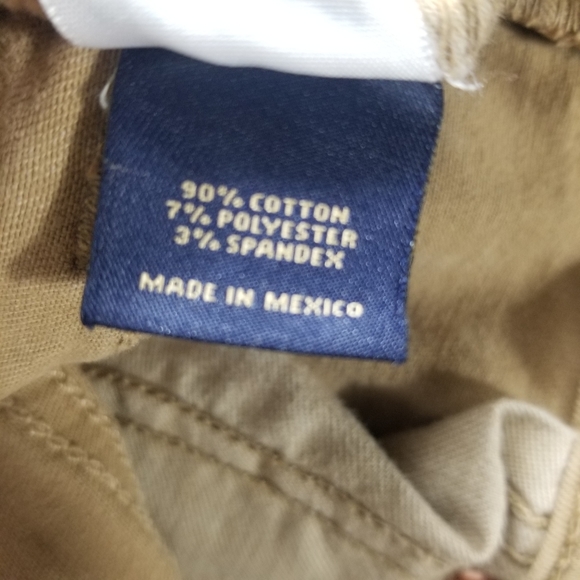 90% COTTON
7% POLYESTER
3% SPANDEX
MADE IN MEXICO